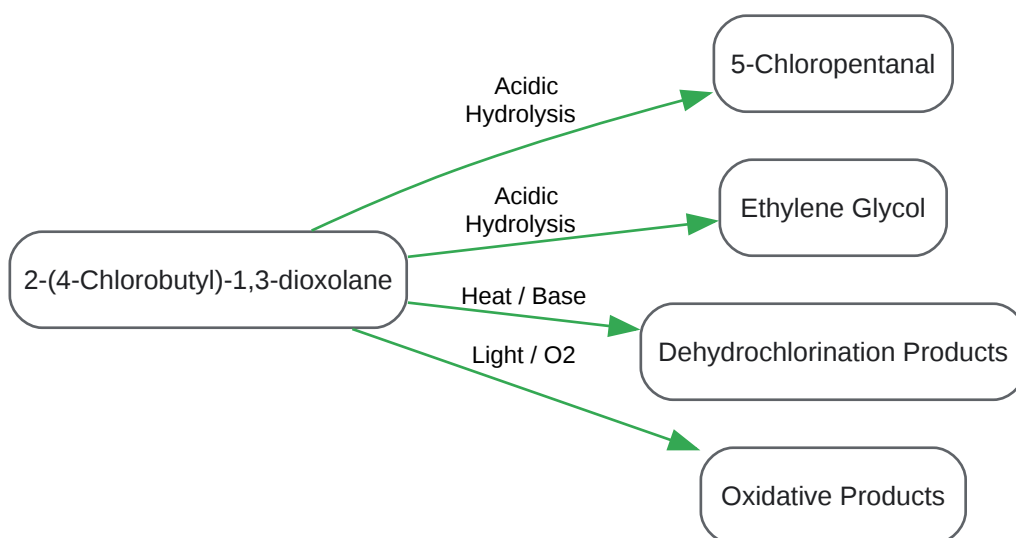 5-Chloropentanal
Acidic
Hydrolysis
Acidic
Hydrolysis
Ethylene Glycol
2-(4-Chlorobutyl)-1,3-dioxolane
Heat / Base
Dehydrochlorination Products
Light / O2
Oxidative Products